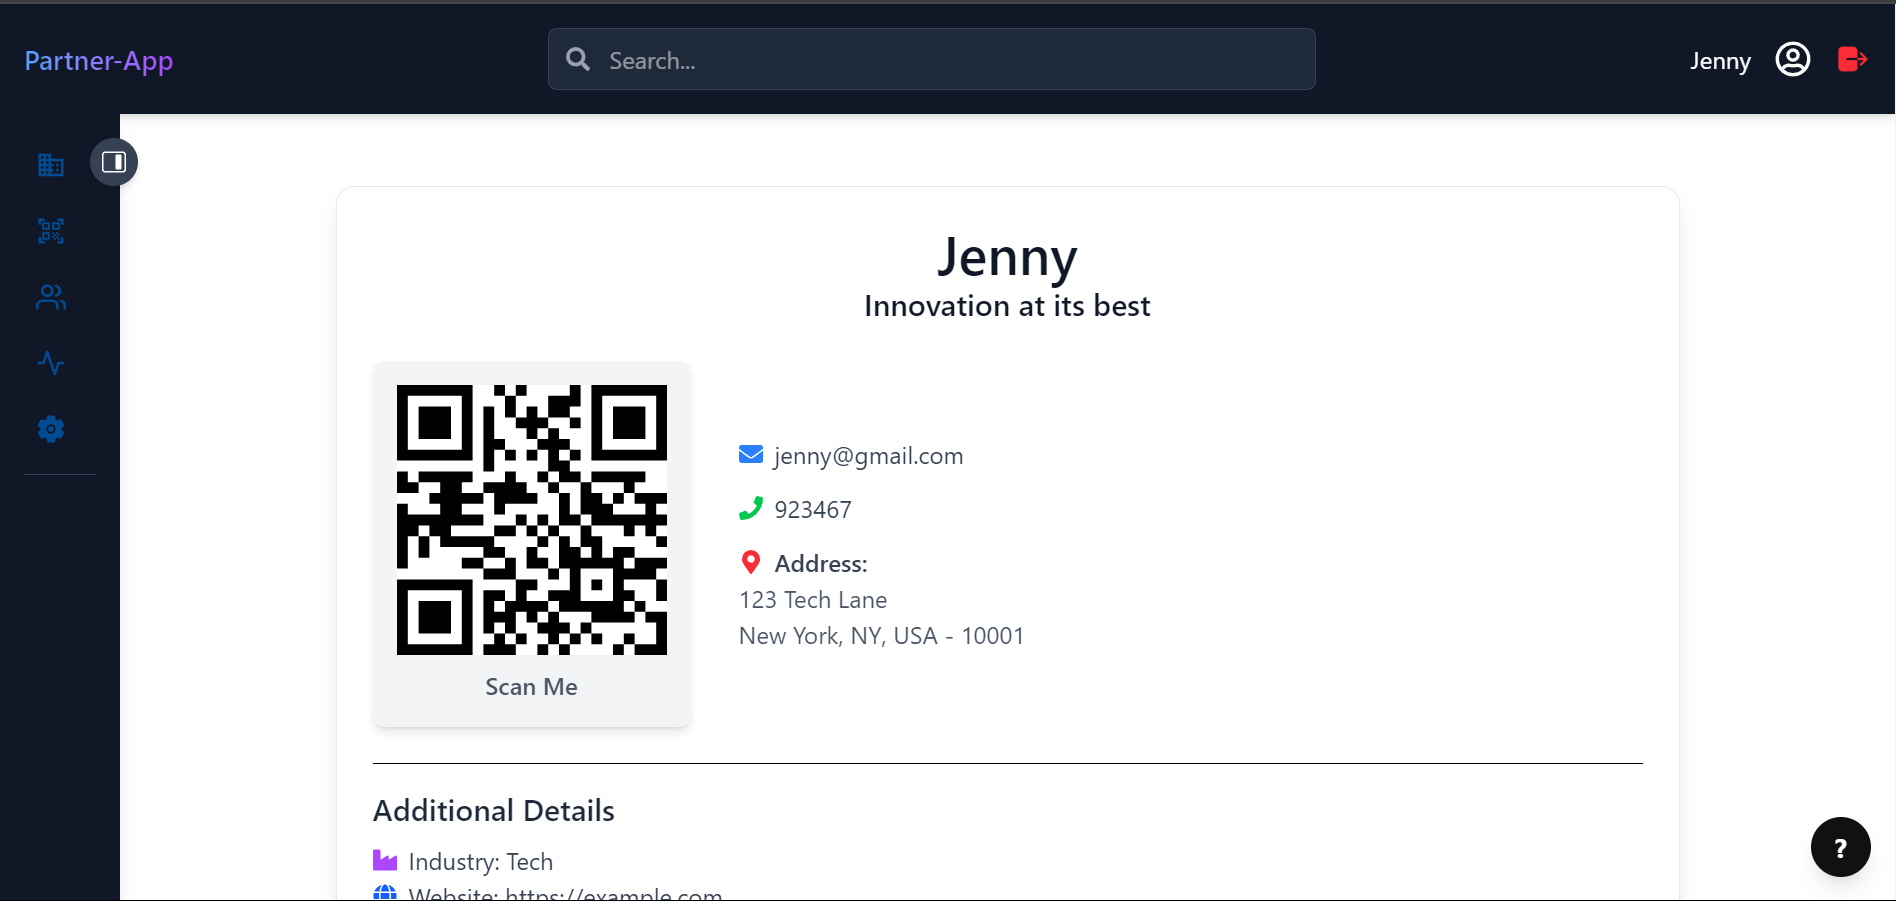 Partner-App
Search...
Jenny
Jenny
Innovation at its best
jenny@gmail.com
923467
Address:
123 Tech Lane
New York, NY, USA - 10001
Scan Me
Additional Details
Industry: Tech
Website: https://example.com
?